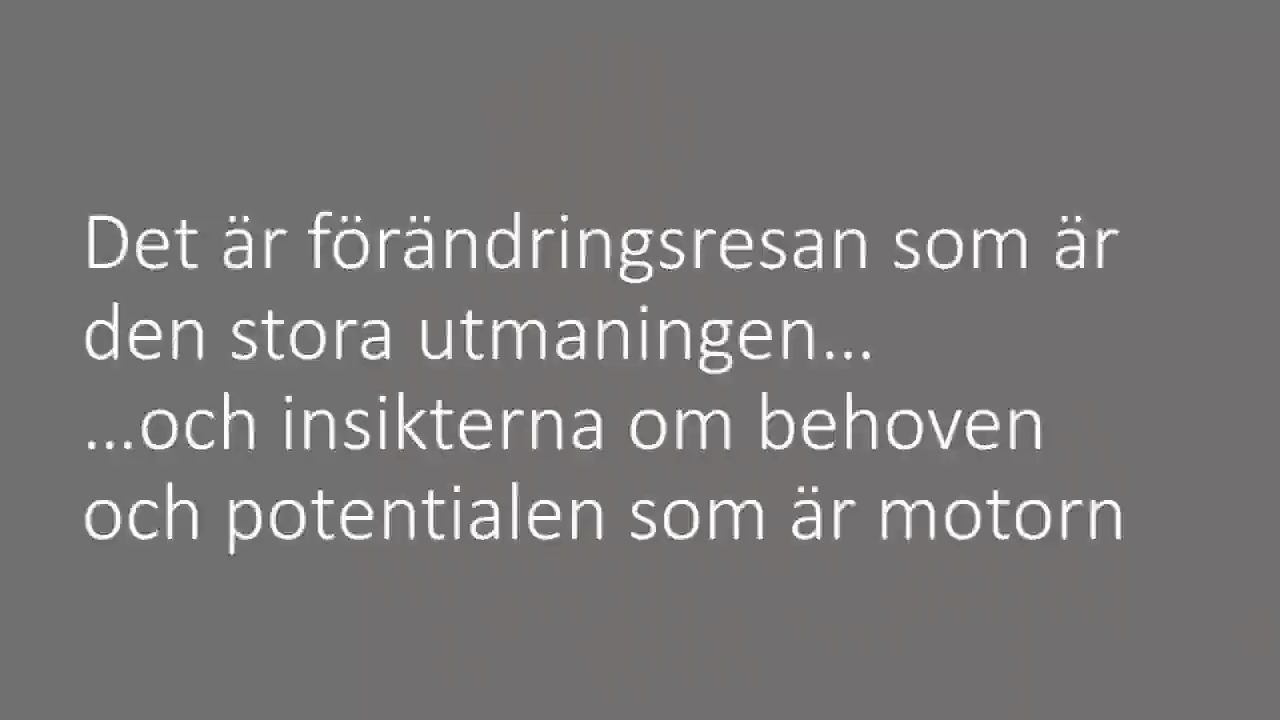 Det är förändringsresan som är
den stora utmaningen...
...och insikterna om behoven
och potentialen som är motorn